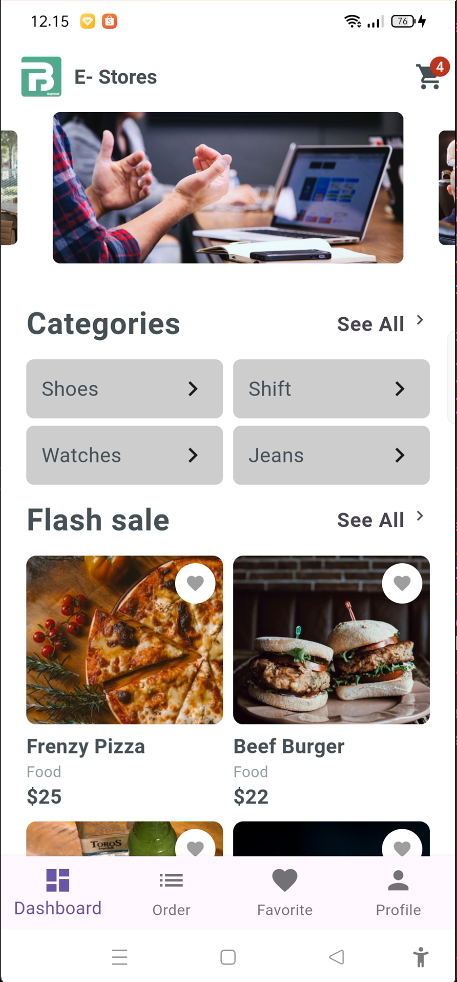 12.15
76
E- Stores
4
Categories
See All
Shoes
Shift
Watches
Jeans
Flash sale
See All
Frenzy Pizza
Beef Burger
Food
Food
$25
$22
TOROS
Dashboard
Order
Favorite
Profile